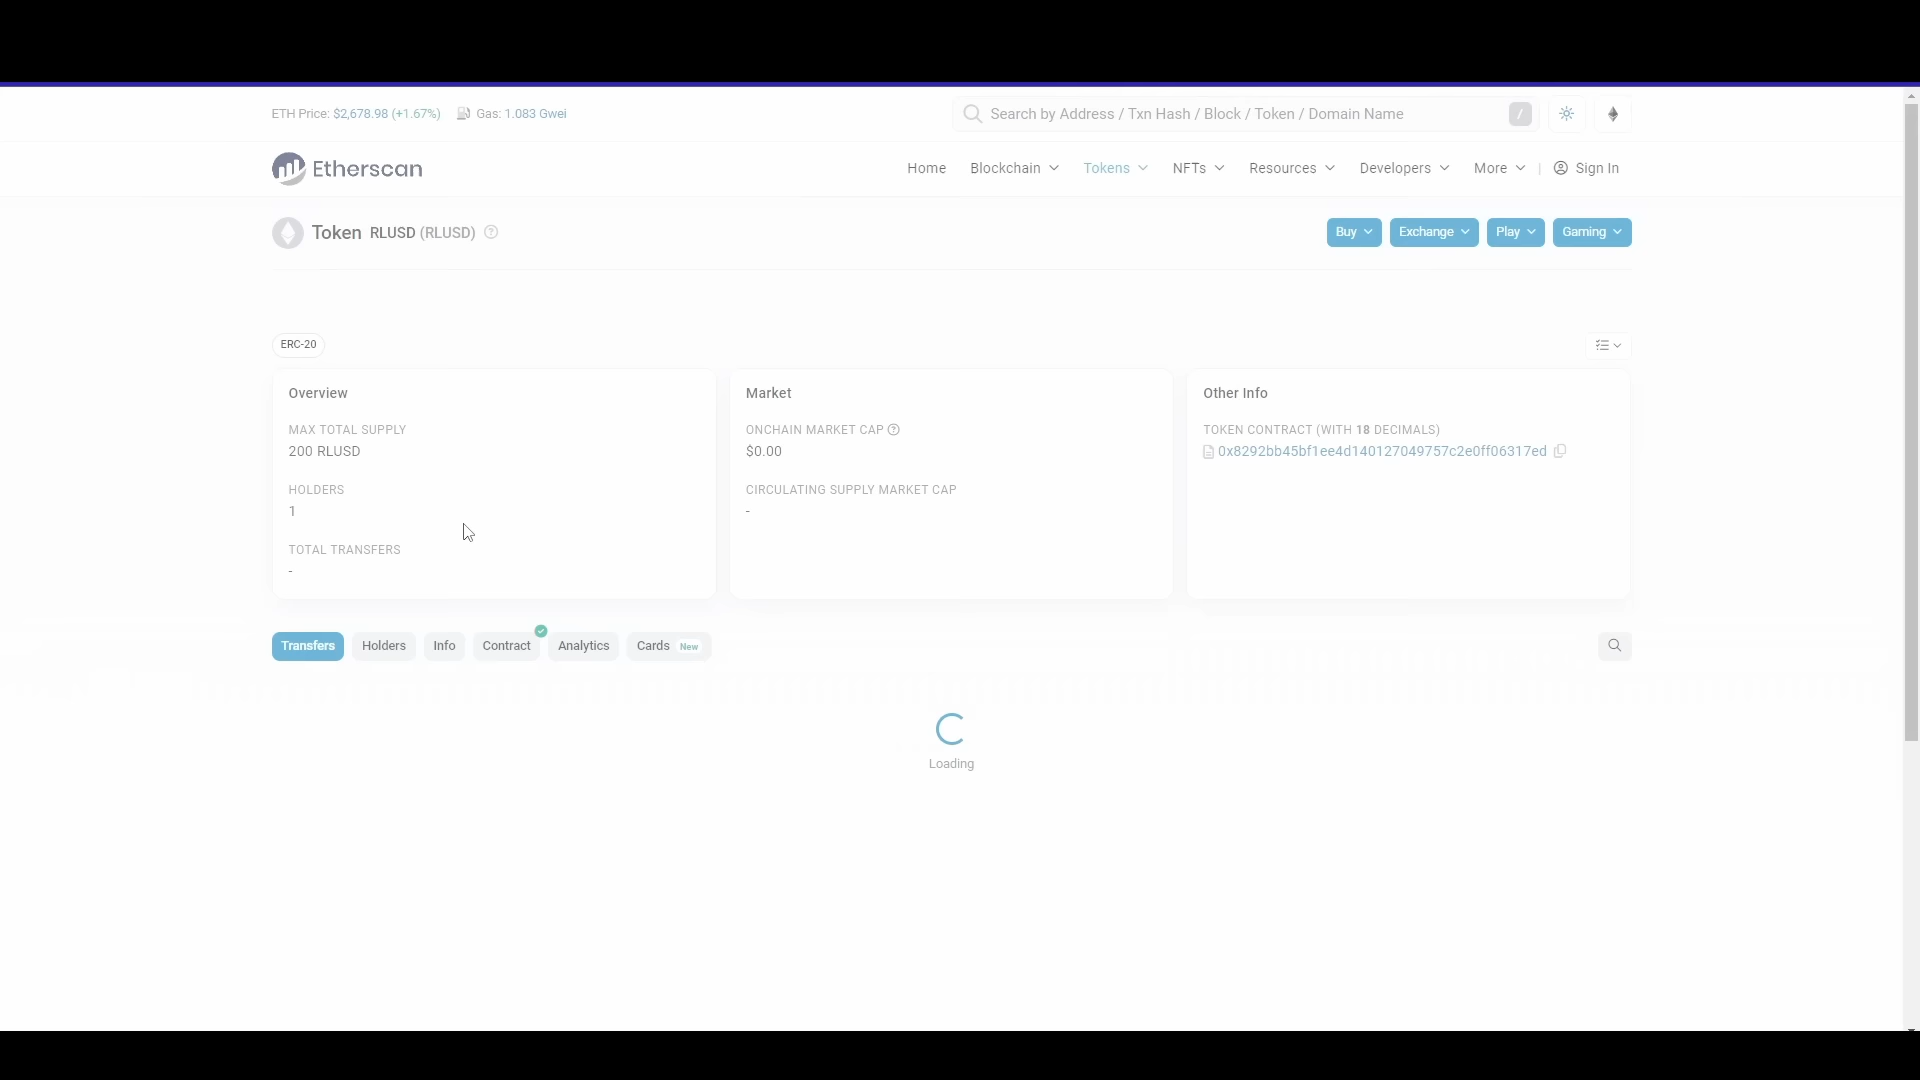 ETH Price: $2,678.98 (+1.67%) Gas: 1.083 Gwei
Search by Address / Txn Hash / Block / Token / Domain Name /
Etherscan
Home Blockchain Tokens NFTs Resources Developers More | Sign In
Token RLUSD (RLUSD)
Buy Exchange Play Gaming
ERC-20
Overview
MAX TOTAL SUPPLY
200 RLUSD
HOLDERS
1
TOTAL TRANSFERS
-
Market
ONCHAIN MARKET CAP
$0.00
CIRCULATING SUPPLY MARKET CAP
-
Other Info
TOKEN CONTRACT (WITH 18 DECIMALS)
0x8292bb45bf1ee4d140127049757c2e0ff06317ed
Transfers Holders Info Contract Analytics Cards New
Loading